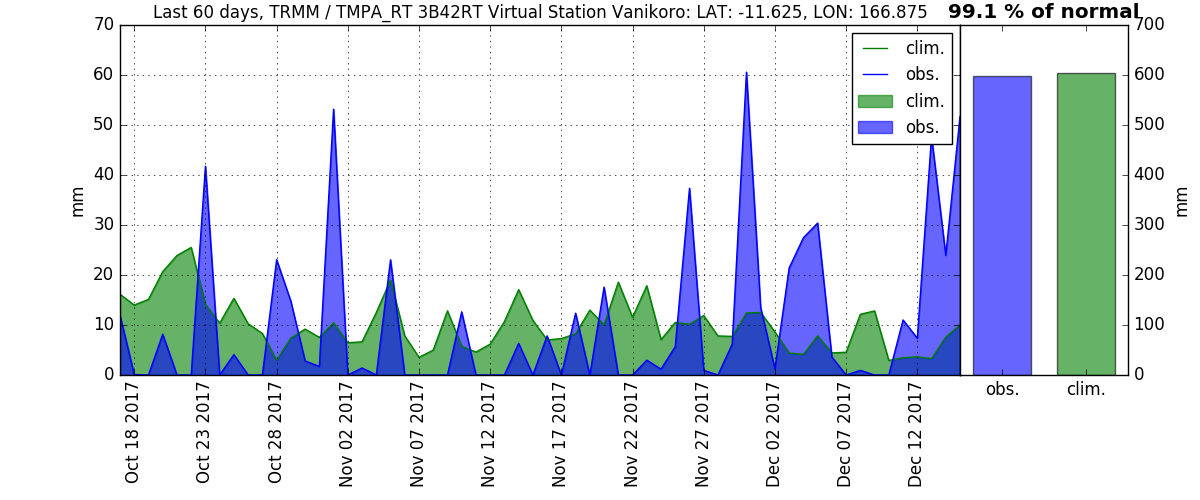 Last 60 days, TRMM / TMPA_RT 3B42RT Virtual Station Vanikoro: LAT: -11.625, LON: 166.875
99.1 % of normal
70
60
50
40
30
20
10
0
mm
clim.
obs.
clim.
obs.
700
600
500
400
300
200
100
0
mm
Oct 18 2017
Oct 23 2017
Oct 28 2017
Nov 02 2017
Nov 07 2017
Nov 12 2017
Nov 17 2017
Nov 22 2017
Nov 27 2017
Dec 02 2017
Dec 07 2017
Dec 12 2017
obs.
clim.